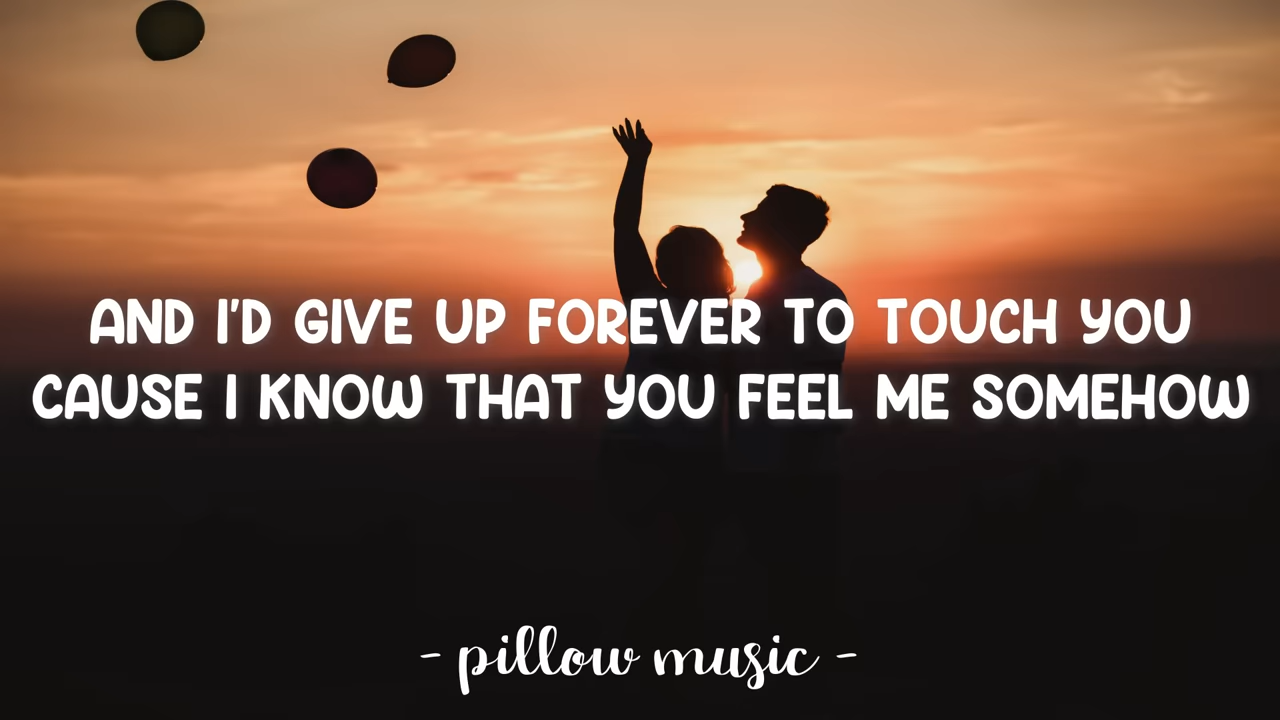 AND I'D GIVE UP FOREVER TO TOUCH YOU
CAUSE I KNOW THAT YOU FEEL ME SOMEHOW
- pillow music -